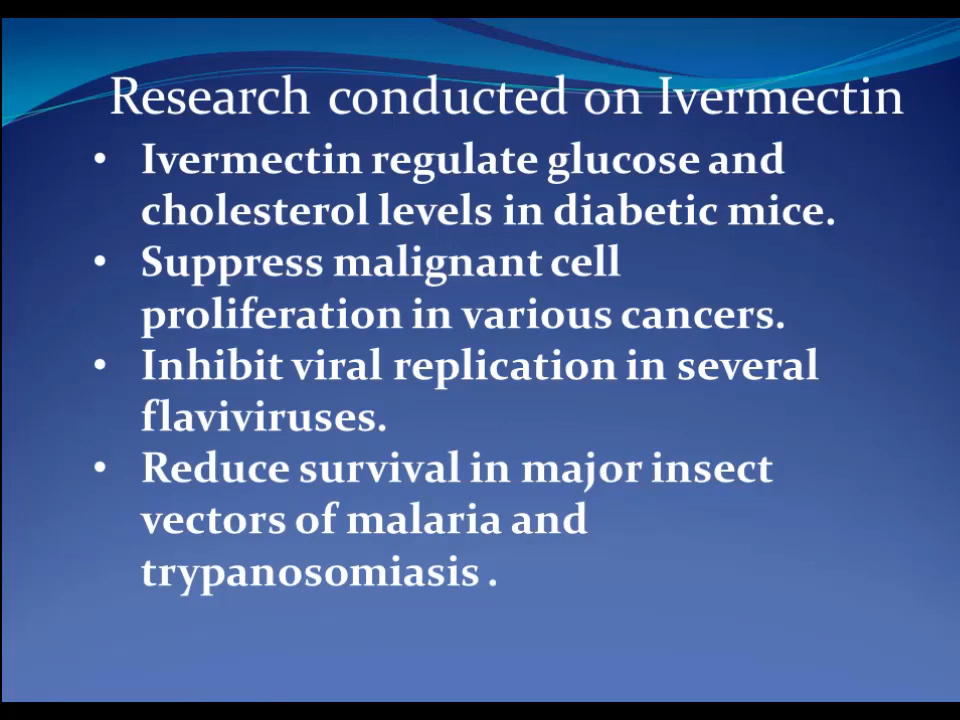 Research conducted on Ivermectin
• Ivermectin regulate glucose and
cholesterol levels in diabetic mice.
• Suppress malignant cell
proliferation in various cancers.
• Inhibit viral replication in several
flaviviruses.
• Reduce survival in major insect
vectors of malaria and
trypanosomiasis .